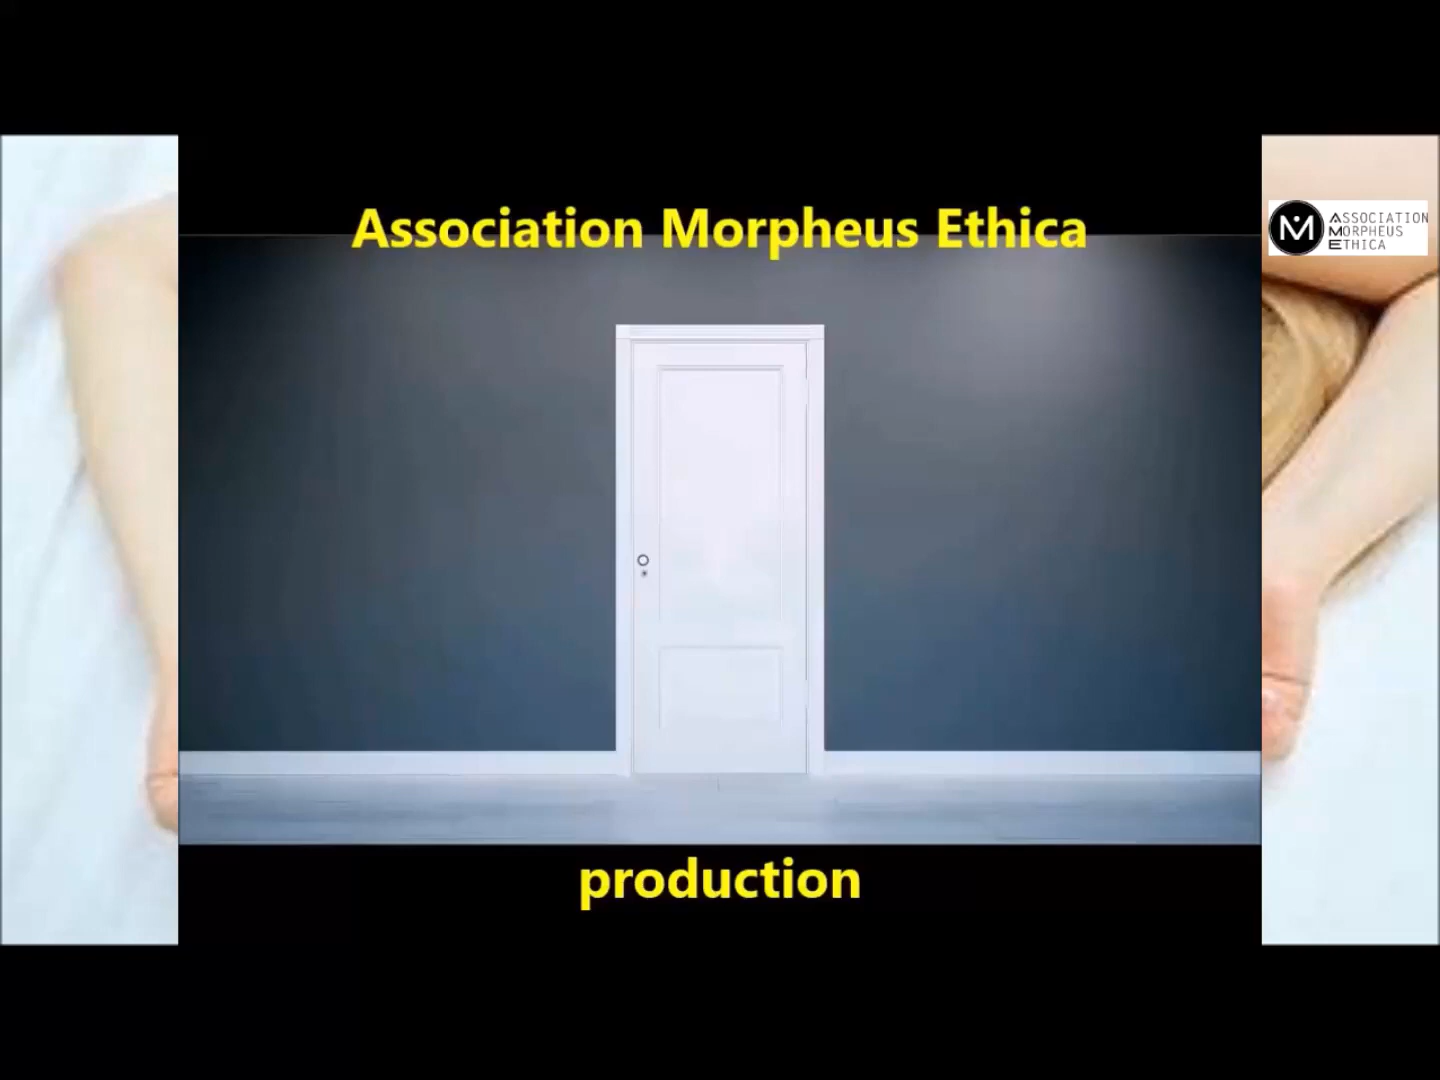 Association Morpheus Ethica
M ASSOCIATION
MORPHEUS
ETHICA
production